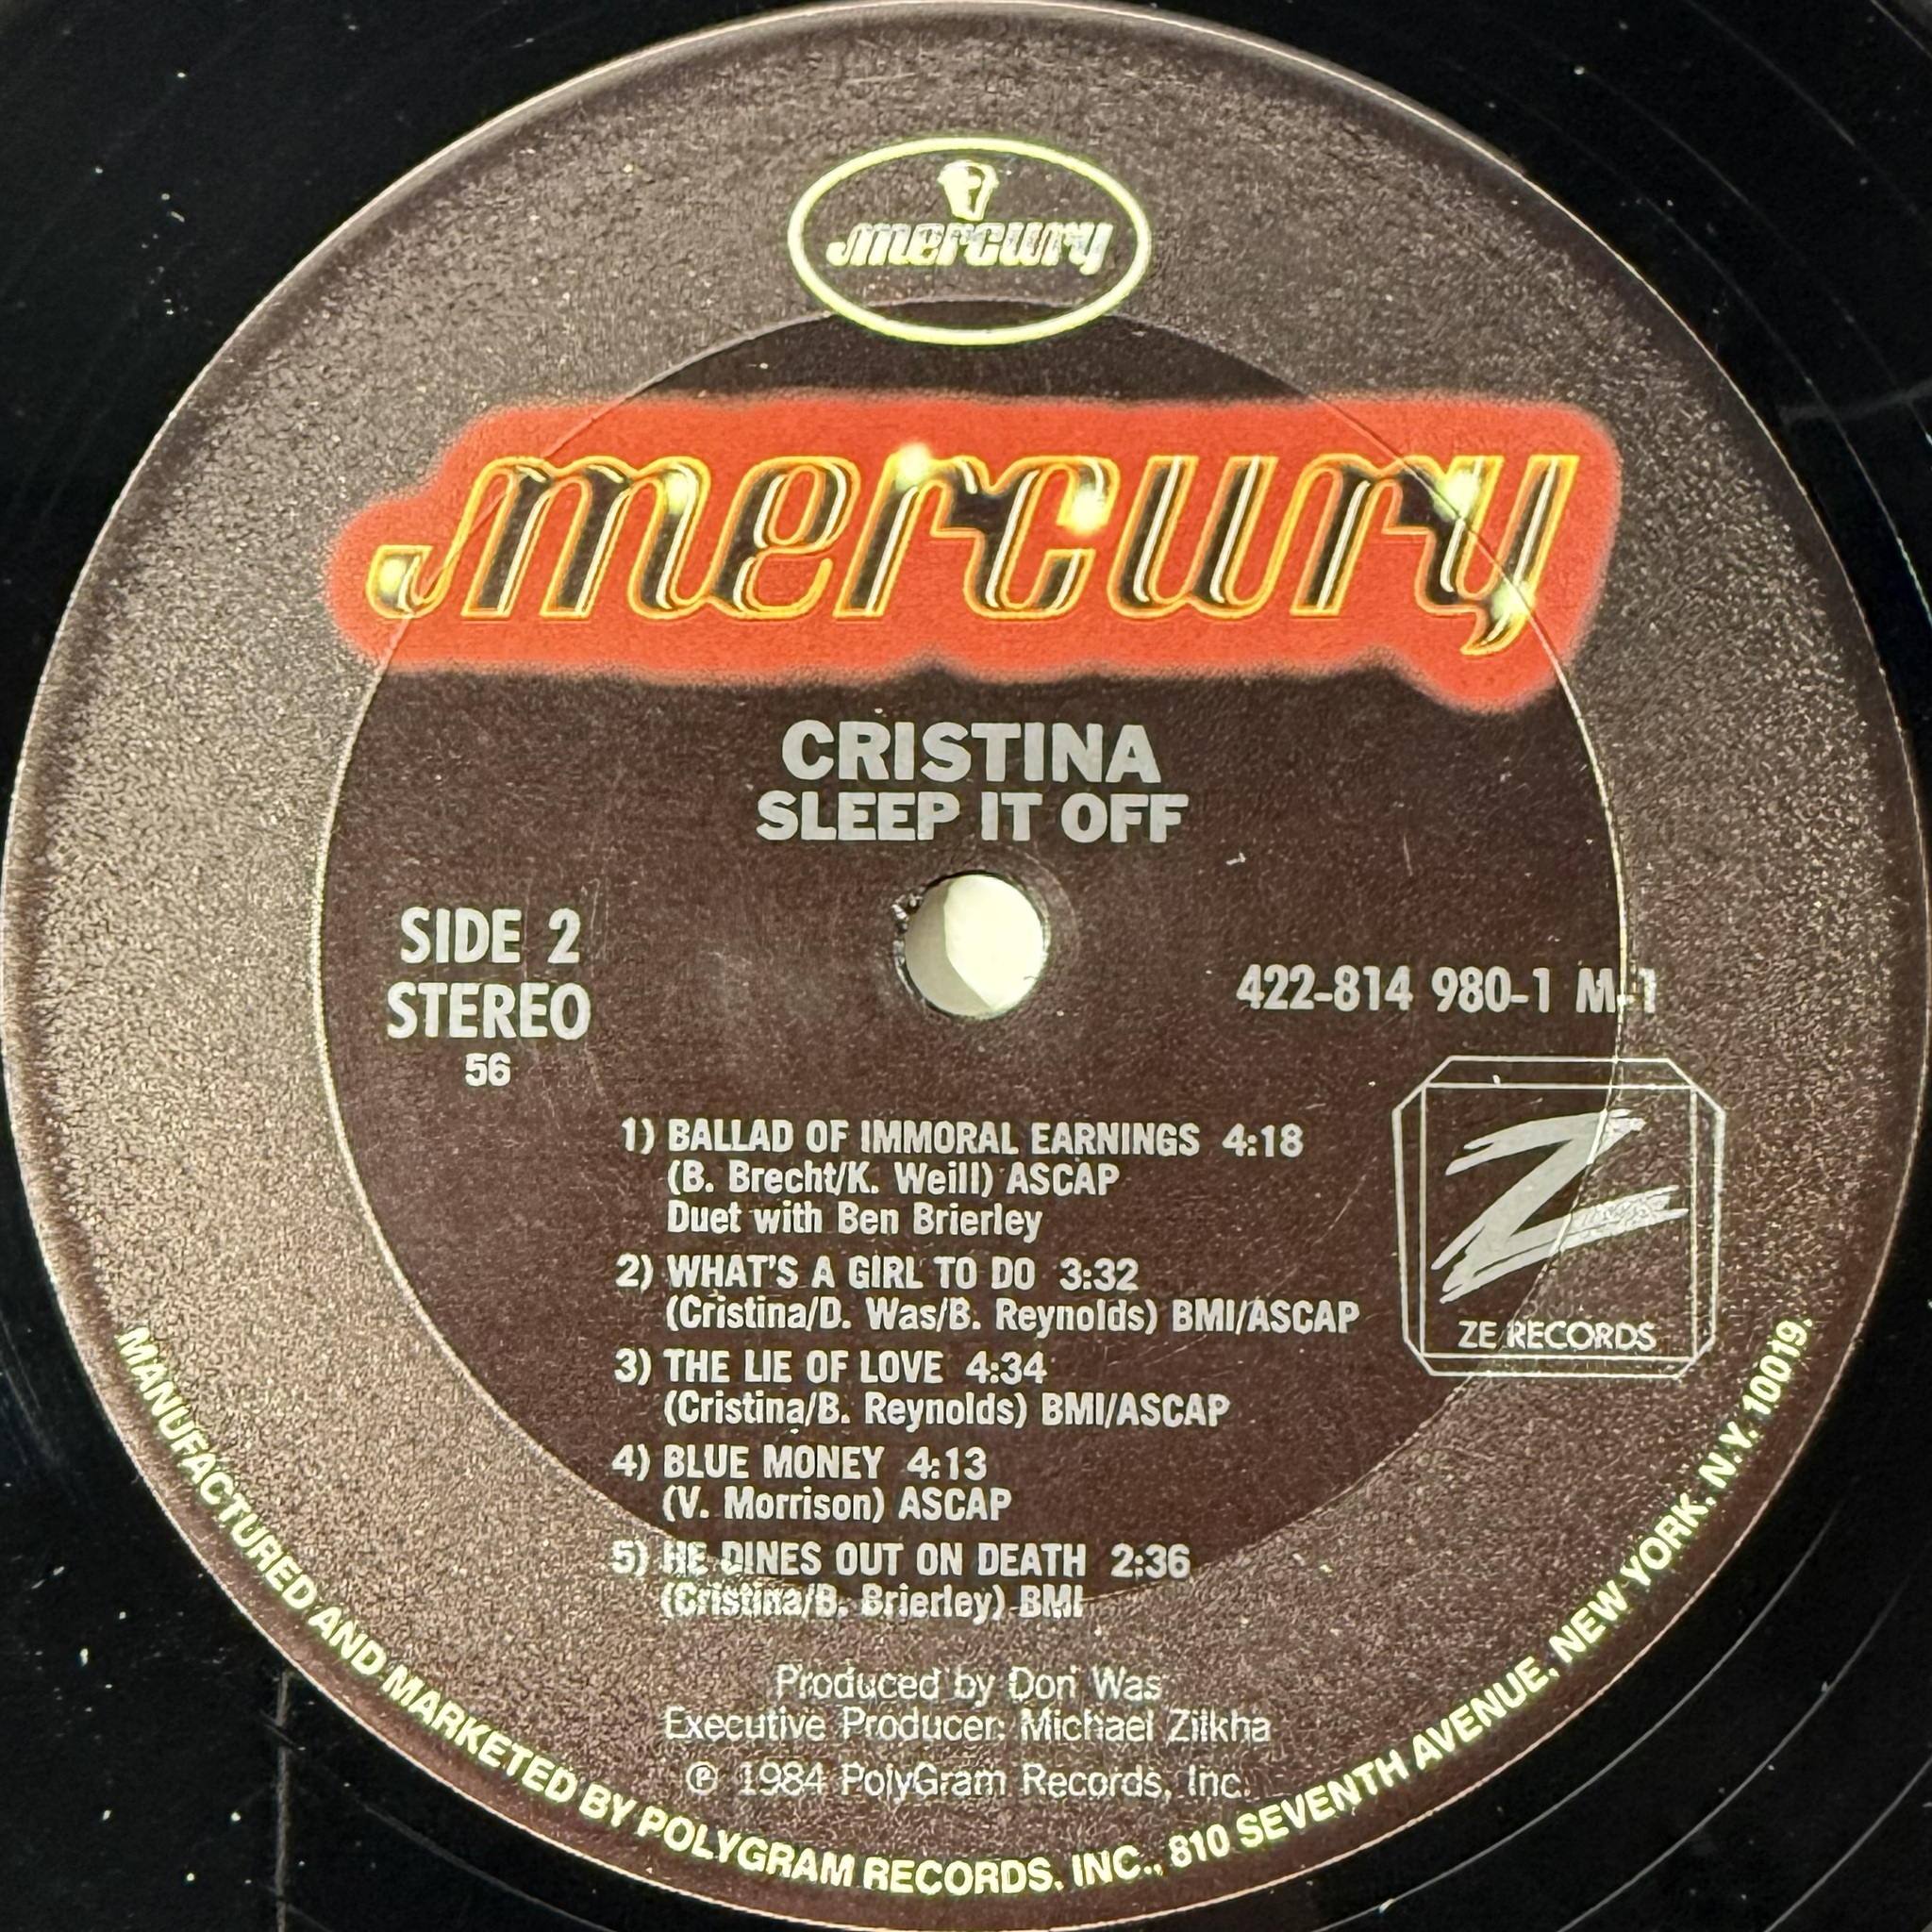 mercury
mercury
CRISTINA
SLEEP IT OFF
SIDE 2
STEREO
56
422-814 980-1 M-1
1) BALLAD OF IMMORAL EARNINGS 4:18
(B. Brecht/K. Weill) ASCAP
Duet with Ben Brierley
2) WHAT'S A GIRL TO DO 3:32
(Cristina/D. Was/B. Reynolds) BMI/ASCAP
3) THE LIE OF LOVE 4:34
(Cristina/B. Reynolds) BMI/ASCAP
4) BLUE MONEY 4:13
(V. Morrison) ASCAP
5) HE DINES OUT ON DEATH 2:36
(Cristina/B. Brierley) BMI
Z
ZE RECORDS
Produced by Don Was
Executive Producer: Michael Zilkha
℗ 1984 PolyGram Records, Inc.
MANUFACTURED AND MARKETED BY POLYGRAM RECORDS, INC., 810 SEVENTH AVENUE, NEW YORK, N.Y. 10019.